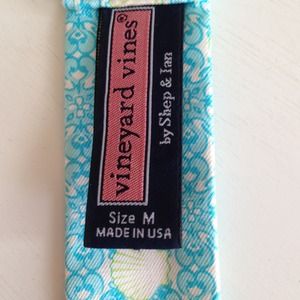 vineyard vines®
by Shep & Ian
Size M
MADE IN USA